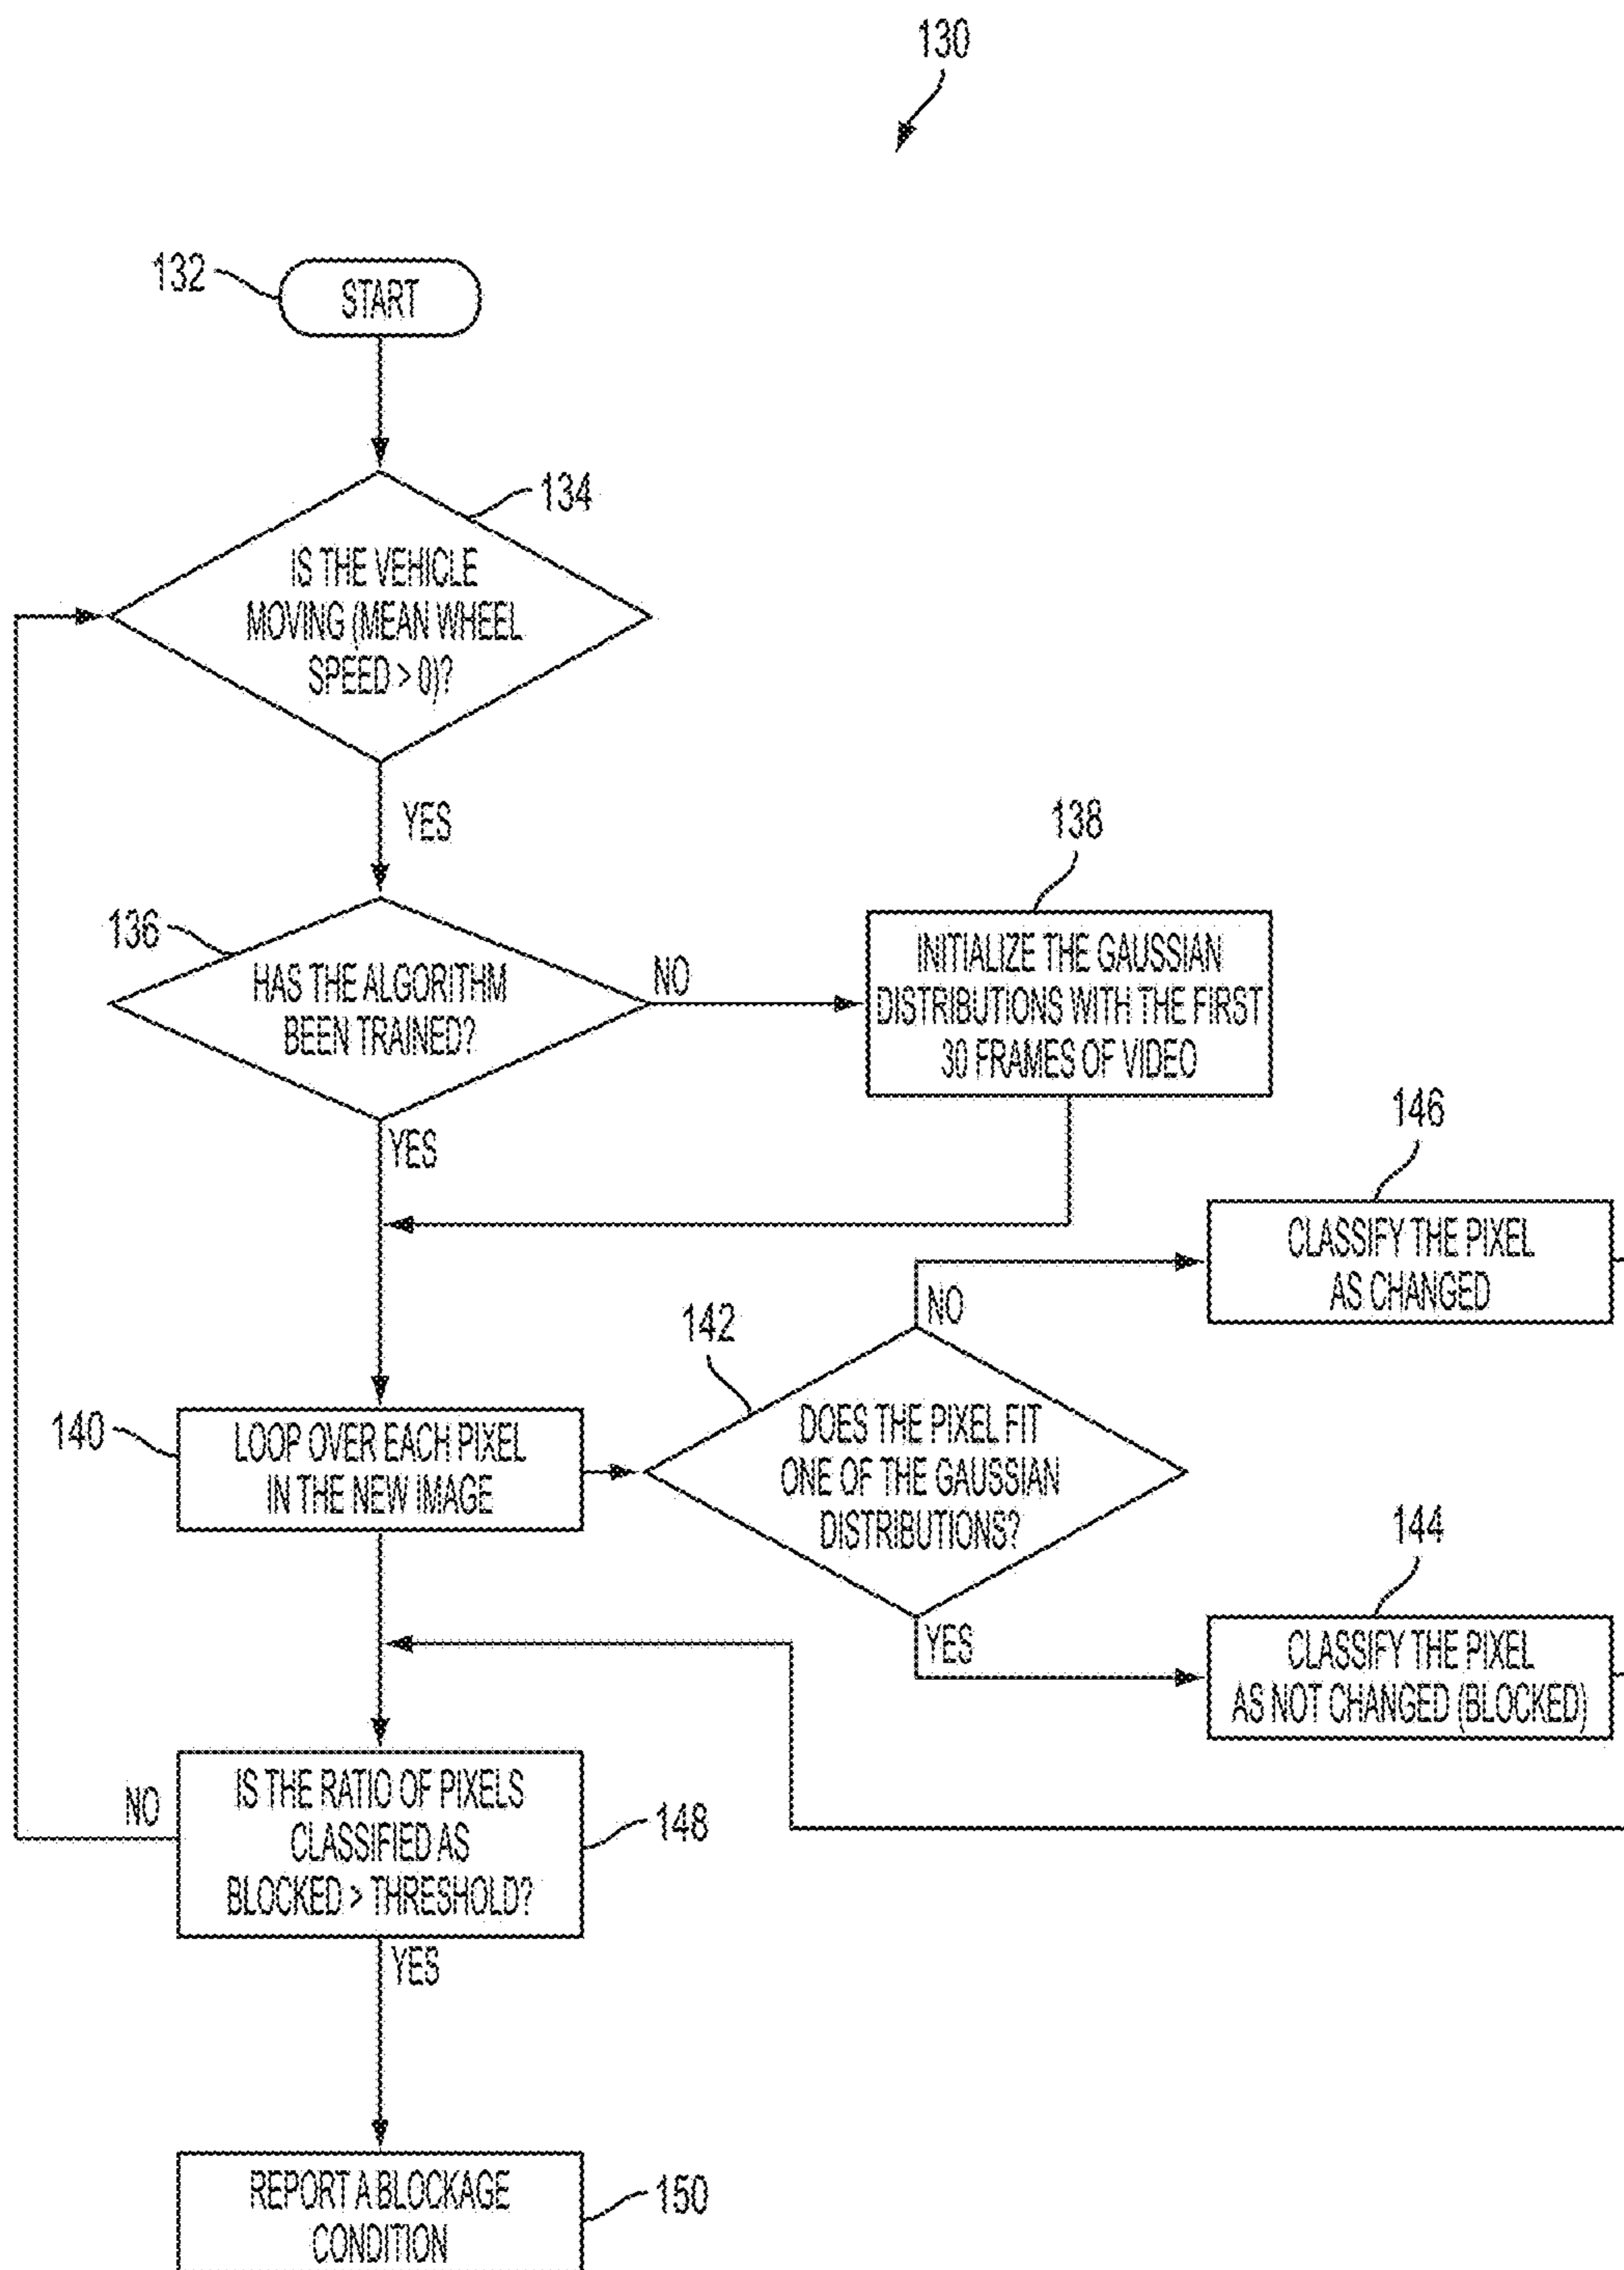 130
132
START
134
IS THE VEHICLE
MOVING (MEAN WHEEL
SPEED > 0)?
YES
138
136
HAS THE ALGORITHM
BEEN TRAINED?
NO
INITIALIZE THE GAUSSIAN
DISTRIBUTIONS WITH THE FIRST
30 FRAMES OF VIDEO
YES
146
CLASSIFY THE PIXEL
AS CHANGED
NO
142
DOES THE PIXEL FIT
ONE OF THE GAUSSIAN
DISTRIBUTIONS?
140
LOOP OVER EACH PIXEL
IN THE NEW IMAGE
144
YES
CLASSIFY THE PIXEL
AS NOT CHANGED (BLOCKED)
NO
IS THE RATIO OF PIXELS
CLASSIFIED AS
BLOCKED > THRESHOLD?
148
YES
REPORT A BLOCKAGE
CONDITION
150